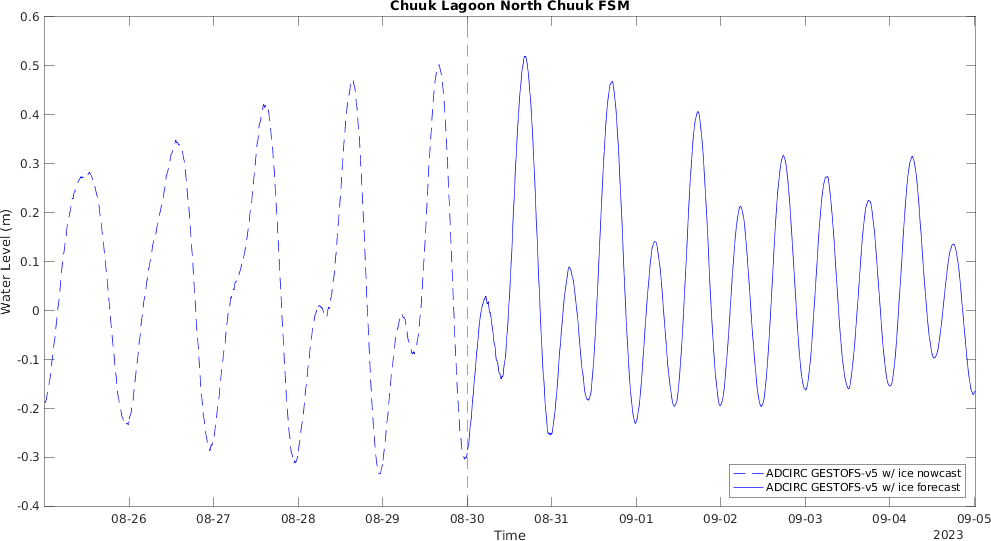 Chuuk Lagoon North Chuuk FSM
0.6
0.5
0.4
0.3
0.2
0.1
0
-0.1
-0.2
-0.3
-0.4
Water Level (m)
ADCIRC GESTOFS-v5 w/ ice nowcast
ADCIRC GESTOFS-v5 w/ ice forecast
08-26 08-27 08-28 08-29 08-30 08-31 09-01 09-02 09-03 09-04 09-05
Time
2023